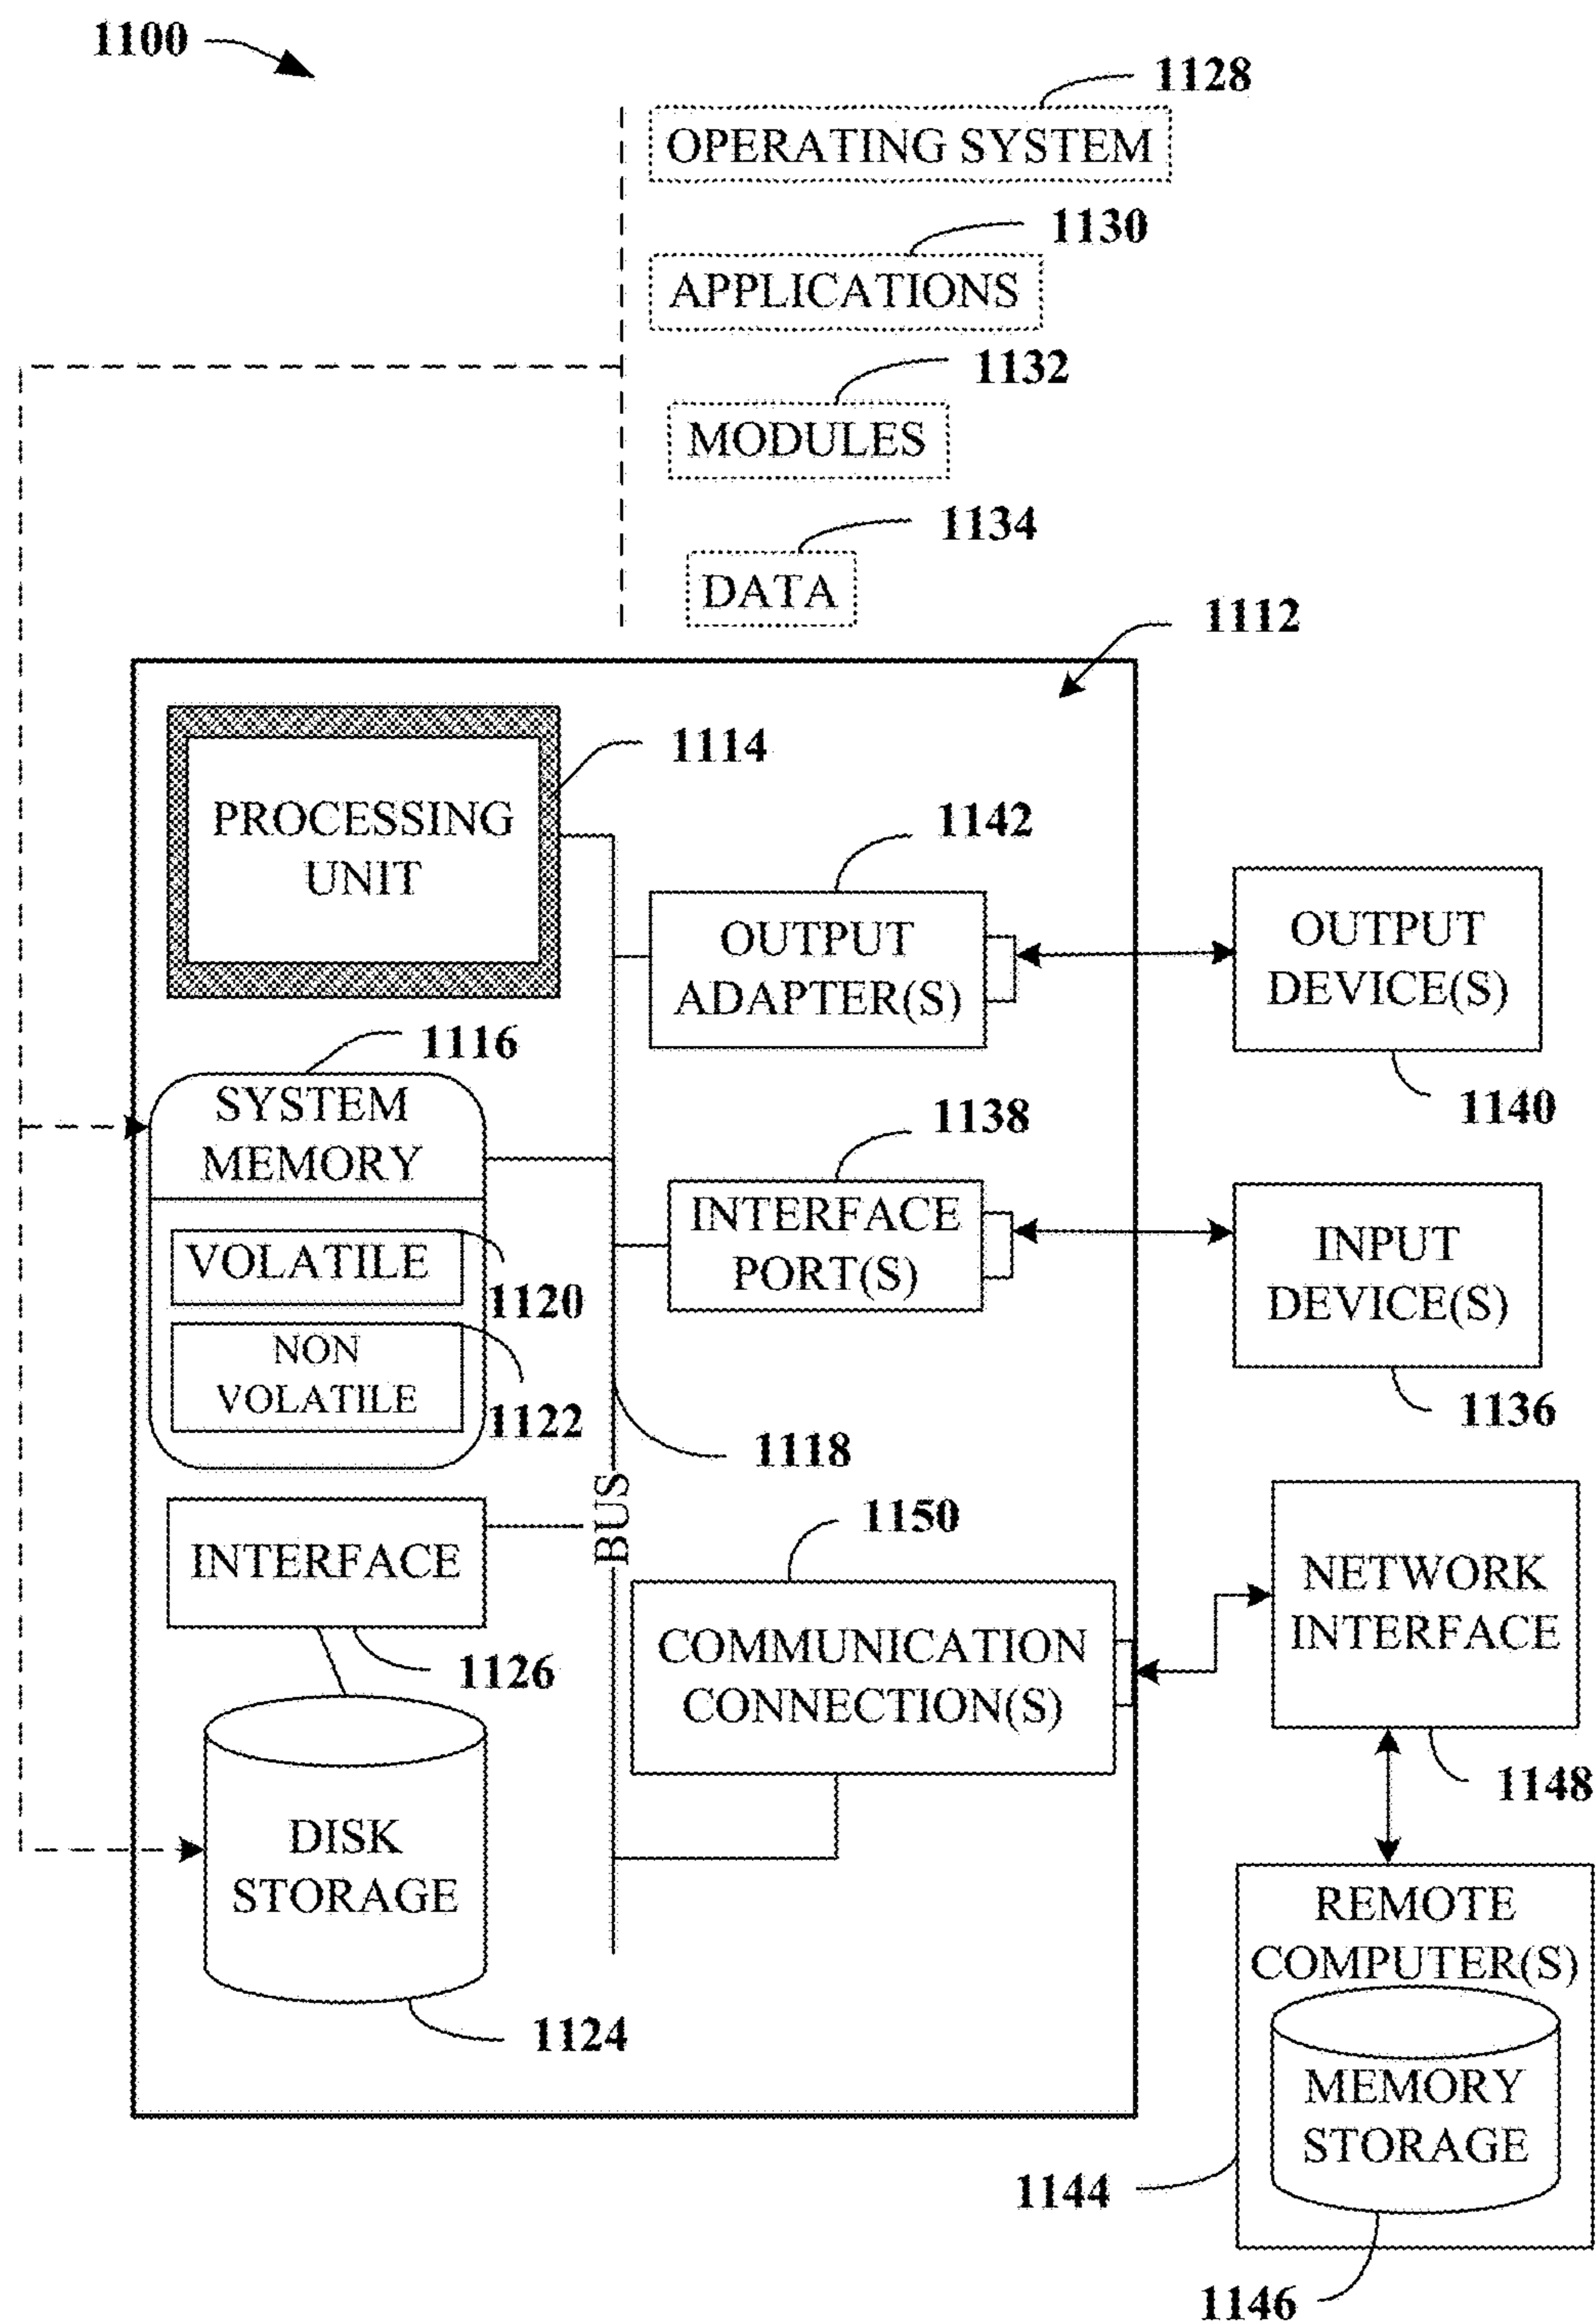 1100
1128
OPERATING SYSTEM
1130
APPLICATIONS
1132
MODULES
1134
DATA
1112
1114
PROCESSING
UNIT
1142
OUTPUT
ADAPTER(S)
OUTPUT
DEVICE(S)
1140
1116
SYSTEM
MEMORY
VOLATILE
1120
NON
VOLATILE
1122
1138
INTERFACE
PORT(S)
INPUT
DEVICE(S)
1136
1118
BUS
INTERFACE
1126
1150
COMMUNICATION
CONNECTION(S)
NETWORK
INTERFACE
1148
DISK
STORAGE
1124
REMOTE
COMPUTER(S)
MEMORY
STORAGE
1144
1146